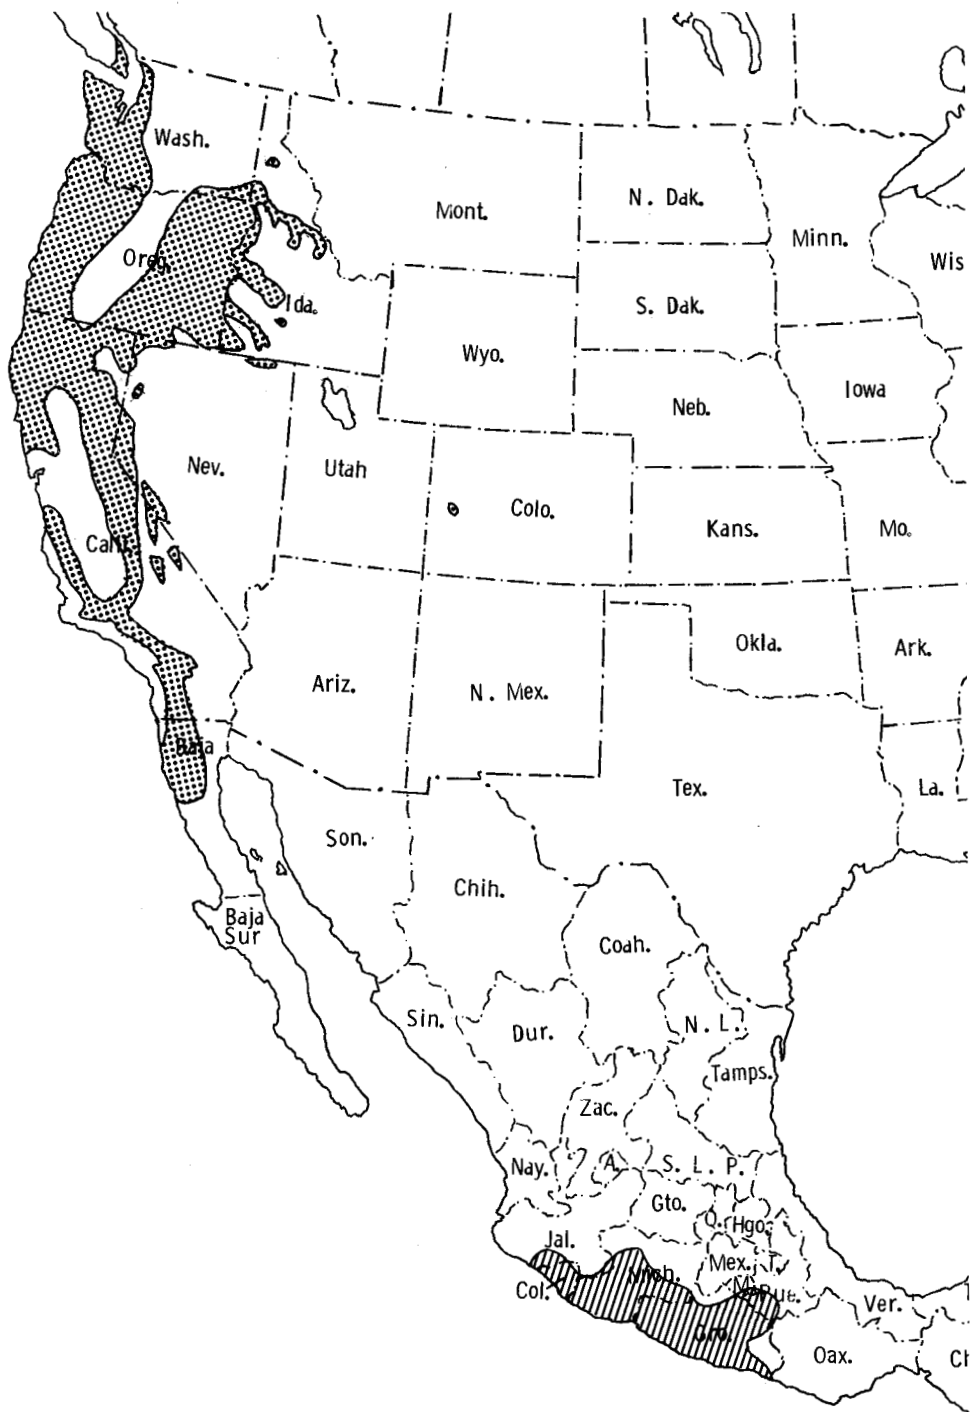 Wash.
Mont.
N. Dak.
Minn.
Wis
Oreg.
Ida.
S. Dak.
Wyo.
Iowa
Neb.
Nev.
Utah
Colo.
Kans.
Mo.
Calif.
Okla.
Ark.
Ariz.
N. Mex.
Baja
Tex.
La.
Son.
Chih.
Baja
Sur
Coah.
Sin.
Dur.
N. L.
Tamps.
Zac.
Nay.
A.
S. L. P.
Gto.
Q.
Hgo.
Jal.
Mich.
Mex.
T.
Col.
M.
Pue.
Ver.
Gro.
Oax.
Ch